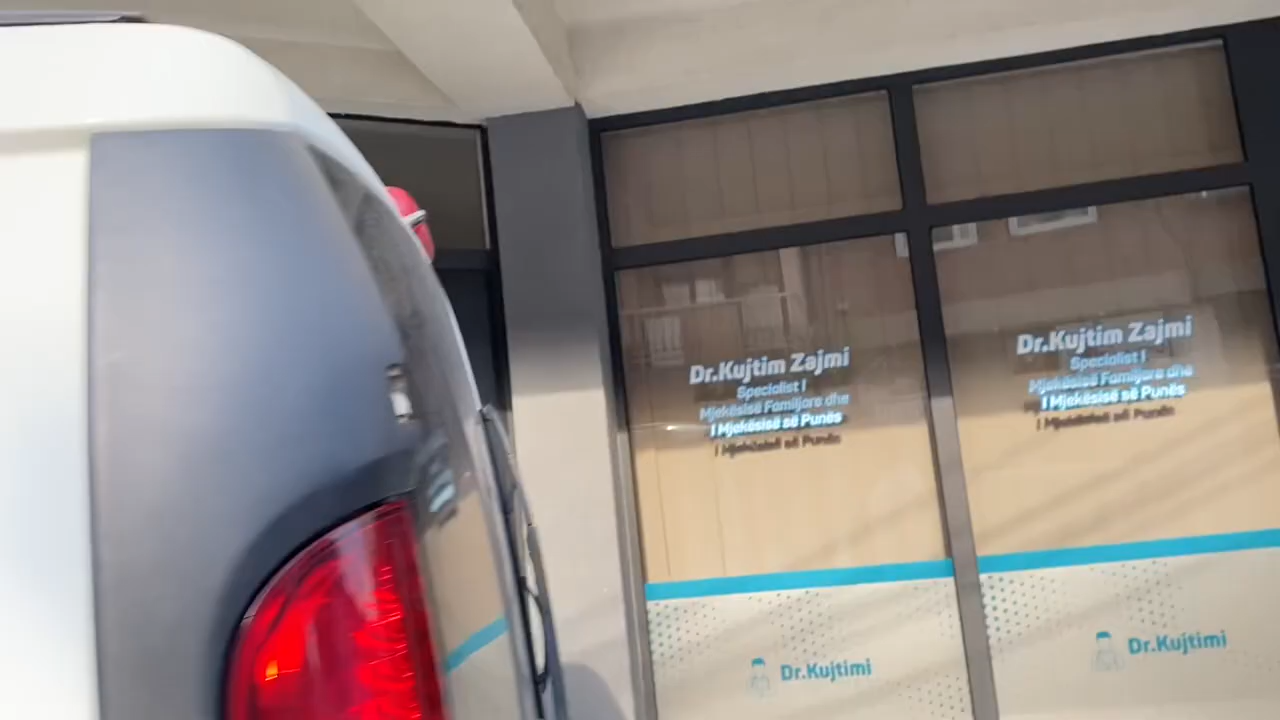 Dr.Kujtim Zajmi
Specialist I
Mjekësisë Familjare dhe
I Mjekësisë së Punës
Dr.Kujtimi
Dr.Kujtim Zajmi
Specialist I
Mjekësisë Familjare dhe
I Mjekësisë së Punës
Dr.Kujtimi